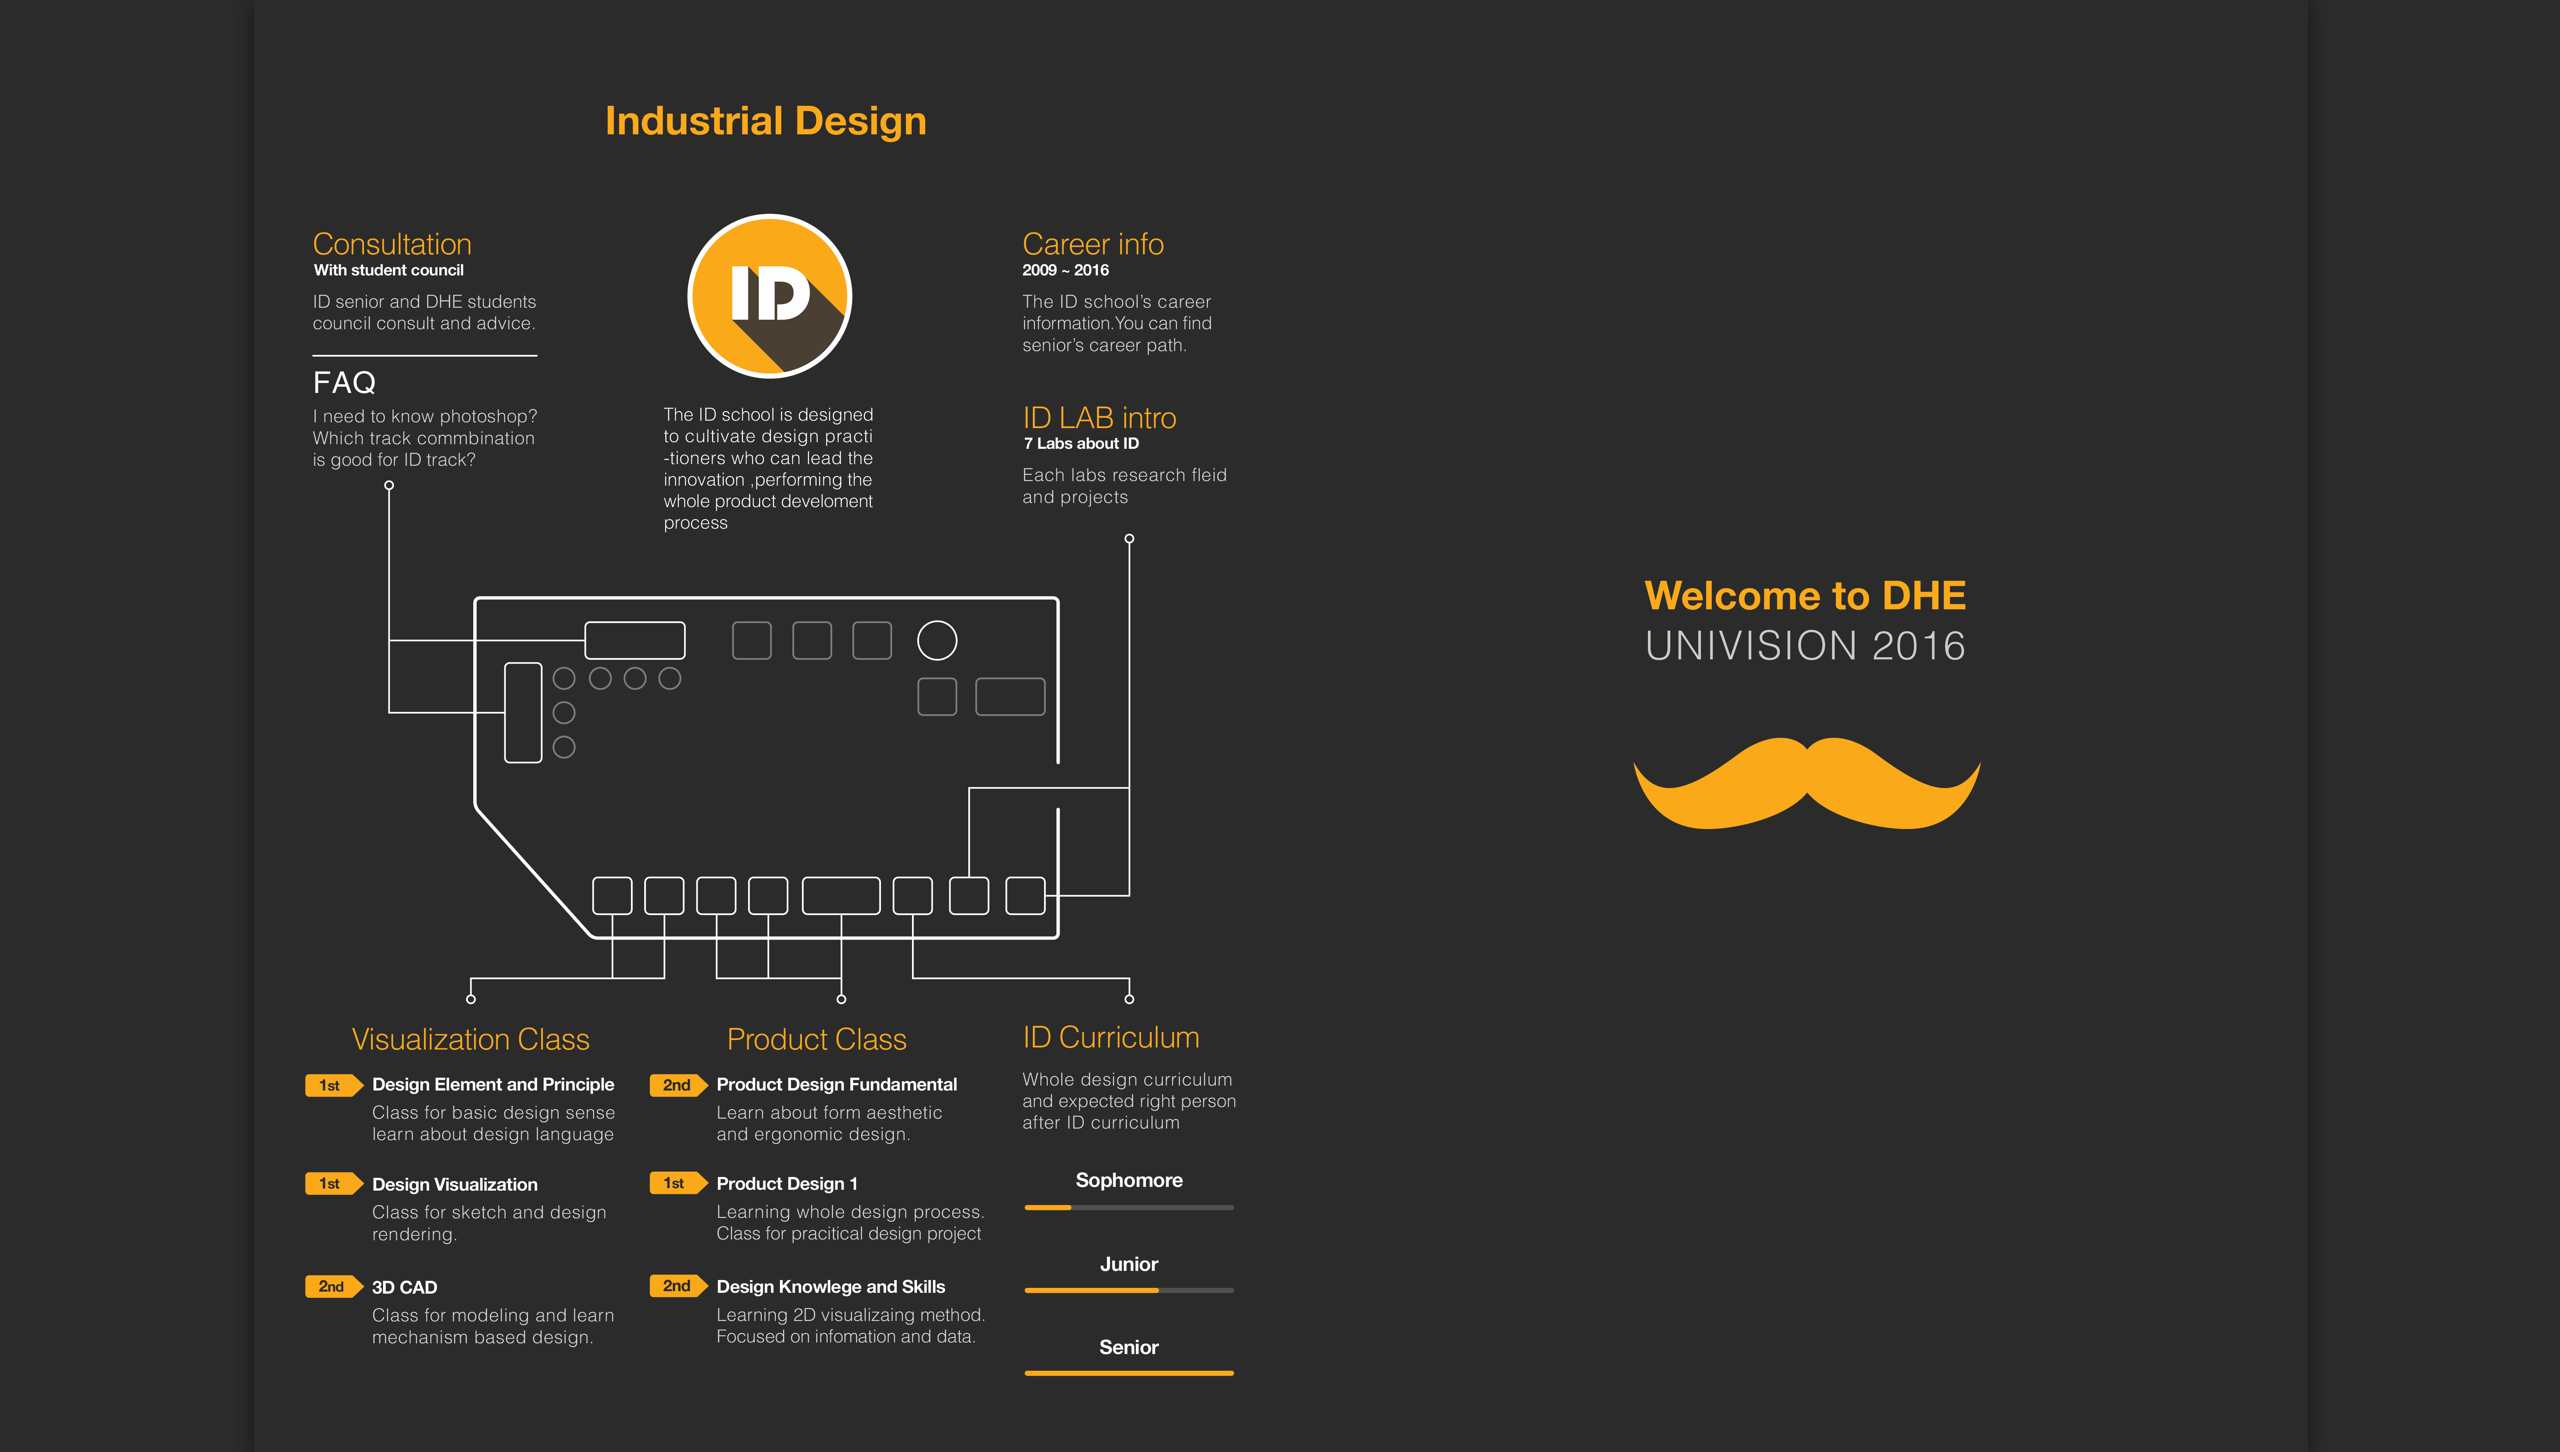 Industrial Design
Consultation
With student council
ID senior and DHE students
council consult and advice.
FAQ
I need to know photoshop?
Which track commbination
is good for ID track?
ID
The ID school is designed
to cultivate design practi
-tioners who can lead the
innovation ,performing the
whole product develoment
process
Career info
2009 ~ 2016
The ID school's career
information.You can find
senior's career path.
ID LAB intro
7 Labs about ID
Each labs research fleid
and projects
Visualization Class
1st Design Element and Principle
Class for basic design sense
learn about design language
1st Design Visualization
Class for sketch and design
rendering.
2nd 3D CAD
Class for modeling and learn
mechanism based design.
Product Class
2nd Product Design Fundamental
Learn about form aesthetic
and ergonomic design.
1st Product Design 1
Learning whole design process.
Class for pracitical design project
2nd Design Knowlege and Skills
Learning 2D visualizaing method.
Focused on infomation and data.
ID Curriculum
Whole design curriculum
and expected right person
after ID curriculum
Sophomore
Junior
Senior
Welcome to DHE
UNIVISION 2016